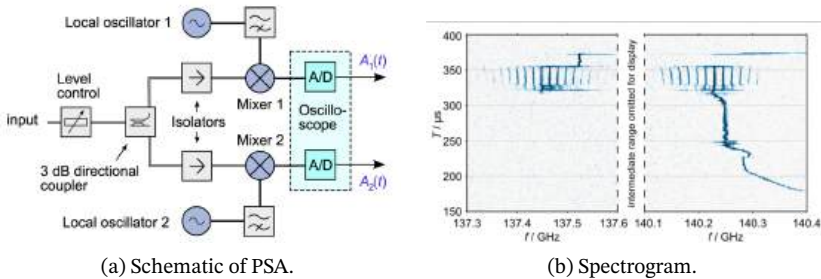 Local oscillator 1
Level
control
input
3 dB directional
coupler
Isolators
Mixer 1
Mixer 2
A/D
Oscillo-
scope
A/D
A₁(t)
A₂(t)
Local oscillator 2
(a) Schematic of PSA.
400
350
300
250
200
150
T / µs
137.3
137.4
137.5
137.6
f / GHz
intermediate range omitted for display
140.1
140.2
140.3
140.4
f / GHz
(b) Spectrogram.